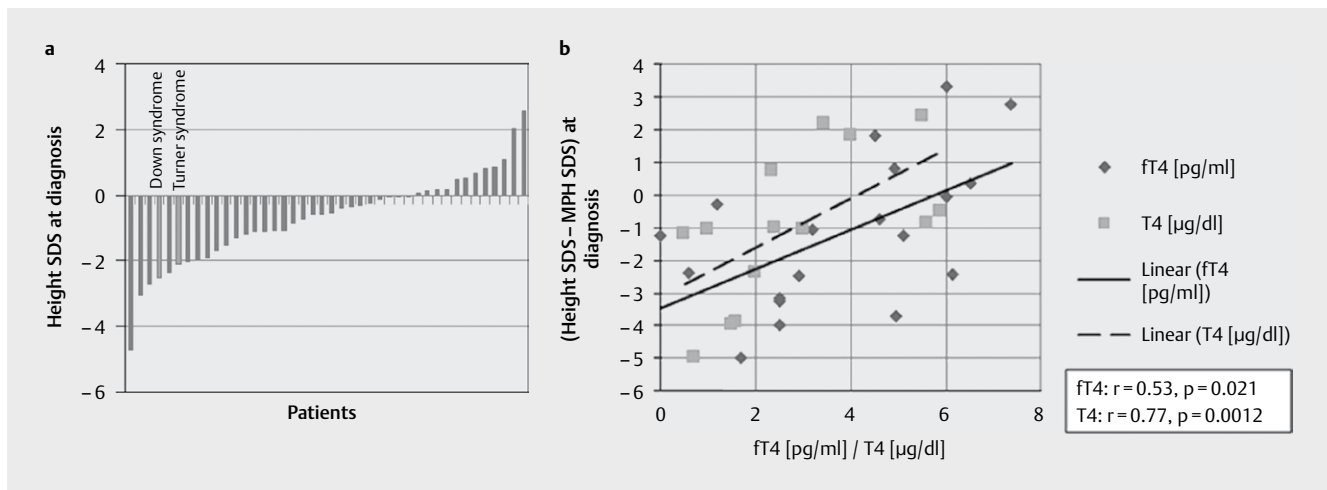 a
4
2
0
−2
−4
−6
Height SDS at diagnosis
Down syndrome
Turner syndrome
Patients
b
4
3
2
1
0
−1
−2
−3
−4
−5
−6
(Height SDS–MPH SDS) at
diagnosis
0 2 4 6 8
fT4 [pg/ml] / T4 [µg/dl]
fT4 [pg/ml]
T4 [µg/dl]
Linear (fT4
[pg/ml])
Linear (T4 [µg/dl])
fT4: r=0.53, p=0.021
T4: r=0.77, p=0.0012